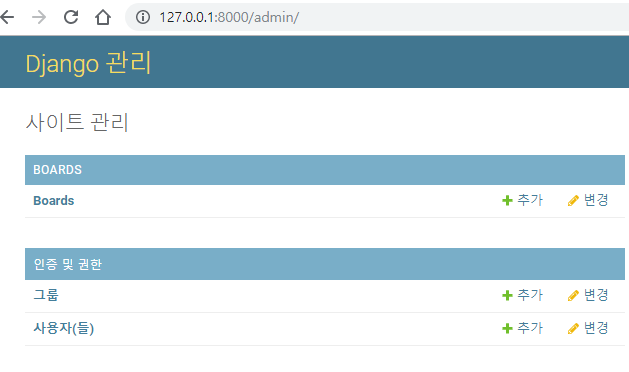 127.0.0.1:8000/admin/
Django 관리
사이트 관리
BOARDS
Boards 추가 변경
인증 및 권한
그룹 추가 변경
사용자(들) 추가 변경